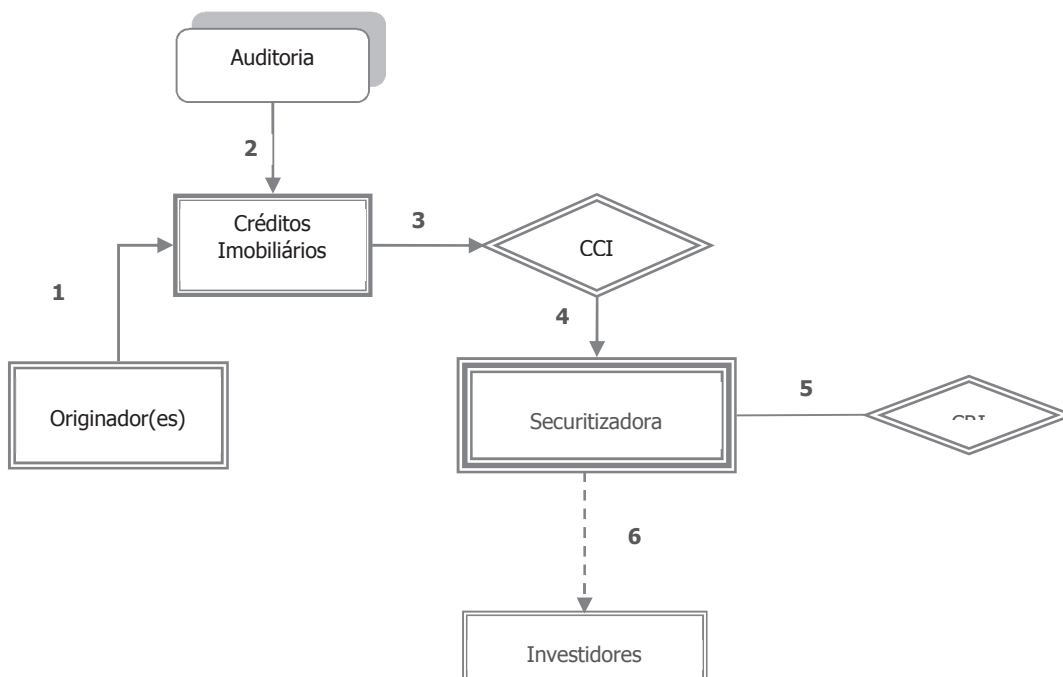 Auditoria
2
Créditos
Imobiliários
3
CCI
1
4
Originador(es)
Securitizadora
5
6
Investidores